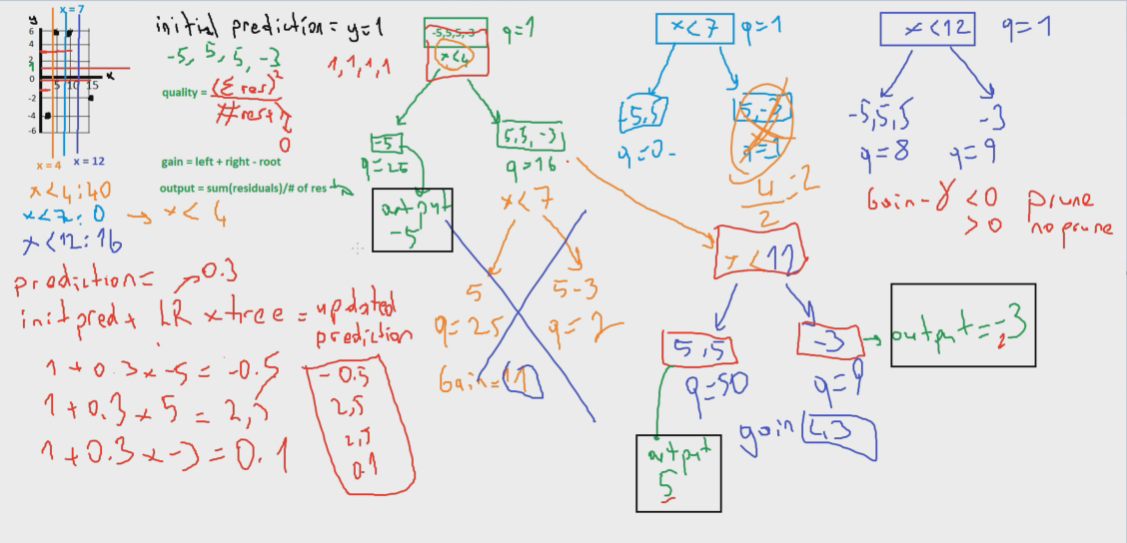 x = 7
y
6
4
2
1
0
-2
-4
-6
5 10 15
x
x = 4
x = 12
initial prediction = y=1
-5, 5, 5, -3
1,1,1,1
quality = (Σ res)²
# res +
0
gain = left + right - root
output = sum(residuals)/# of res +
x<4:40
x<7: 0 → x< 4
x<12:16
prediction=
0.3
init pred + LR x tree = updated
prediction
1 + 0.3 x -5 = -0.5
1 + 0.3 x 5 = 2,5
1 + 0.3 x -3 = 0.1
-0.5
2,5
2,5
0.1
-5,5,5,-3
q=1
x<4
-5
q=25
5,5, -3
q=16
output
-5
x<7
5
5-3
q=25
q=2
Gain=11
x<7
q=1
-5,5
5,-3
q=0
4=2
2
x<12
q=1
-5,5,5
-3
q=8
q=9
Gain-γ <0 prune
>0 no prune
x<12
5,5
-3
q=50
q=9
output=-3
gain 43
output
5